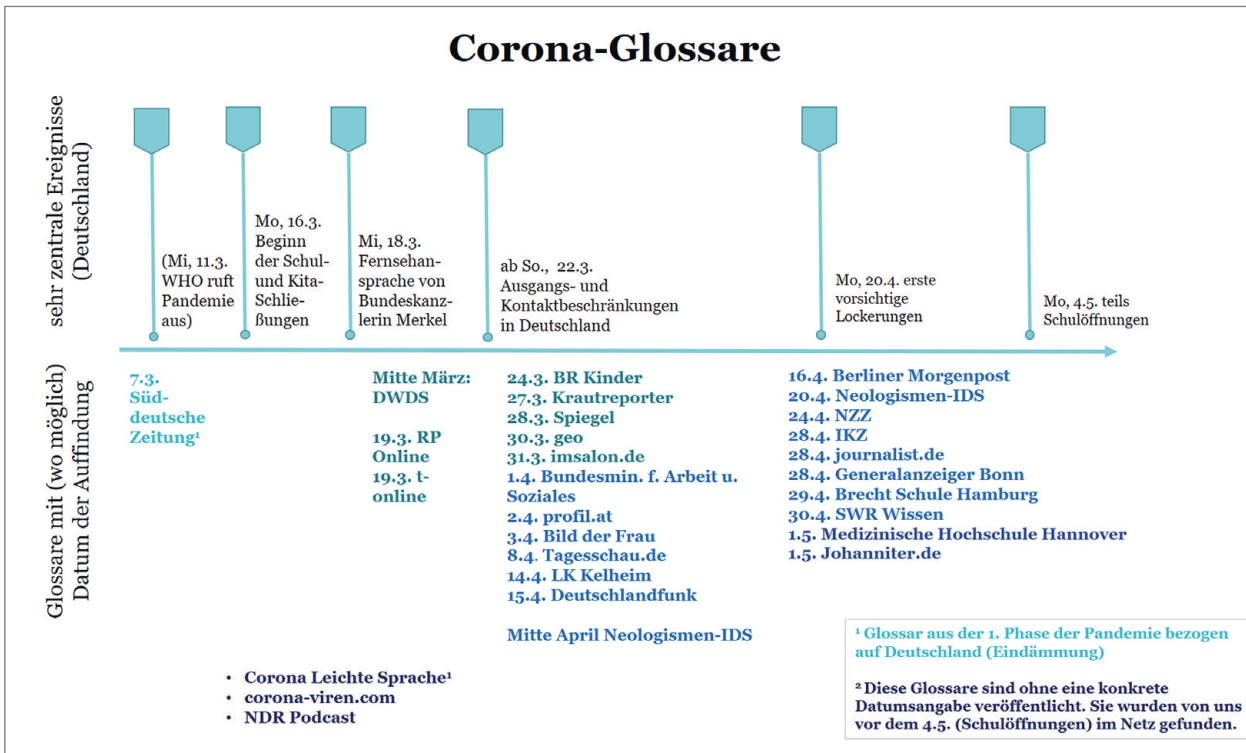 Corona-Glossare
sehr zentrale Ereignisse
(Deutschland)
(Mi, 11.3.
WHO ruft
Pandemie
aus)
Mo, 16.3.
Beginn
der Schul-
und Kita-
Schlie-
ßungen
Mi, 18.3.
Fernsehan-
sprache von
Bundeskanz-
lerin Merkel
ab So., 22.3.
Ausgangs- und
Kontaktbeschränkungen
in Deutschland
Mo, 20.4. erste
vorsichtige
Lockerungen
Mo, 4.5. teils
Schulöffnungen
Glossare mit (wo möglich)
Datum der Auffindung
7.3.
Süd-
deutsche
Zeitung¹
Mitte März:
DWDS
19.3. RP
Online
19.3. t-
online
24.3. BR Kinder
27.3. Krautreporter
28.3. Spiegel
30.3. geo
31.3. imsalon.de
1.4. Bundesmin. f. Arbeit u.
Soziales
2.4. profil.at
3.4. Bild der Frau
8.4. Tagesschau.de
14.4. LK Kelheim
15.4. Deutschlandfunk
Mitte April Neologismen-IDS
16.4. Berliner Morgenpost
20.4. Neologismen-IDS
24.4. NZZ
28.4. IKZ
28.4. journalist.de
28.4. Generalanzeiger Bonn
29.4. Brecht Schule Hamburg
30.4. SWR Wissen
1.5. Medizinische Hochschule Hannover
1.5. Johanniter.de
• Corona Leichte Sprache¹
• corona-viren.com
• NDR Podcast
¹ Glossar aus der 1. Phase der Pandemie bezogen
auf Deutschland (Eindämmung)
² Diese Glossare sind ohne eine konkrete
Datumsangabe veröffentlicht. Sie wurden von uns
vor dem 4.5. (Schulöffnungen) im Netz gefunden.